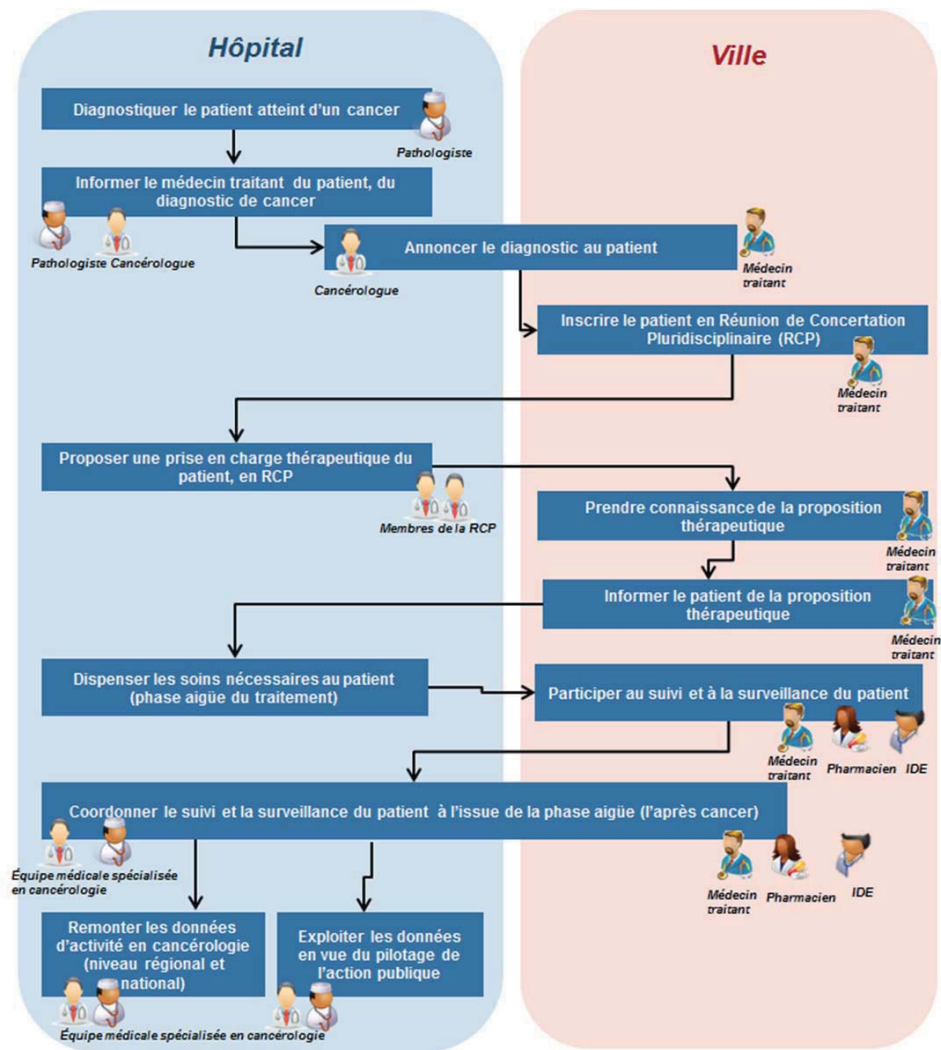 Hôpital
Ville
Diagnostiquer le patient atteint d'un cancer
Pathologiste
Informer le médecin traitant du patient, du
diagnostic de cancer
Pathologiste Cancérologue
Annoncer le diagnostic au patient
Cancérologue
Médecin
traitant
Inscrire le patient en Réunion de Concertation
Pluridisciplinaire (RCP)
Médecin
traitant
Proposer une prise en charge thérapeutique du
patient, en RCP
Membres de la RCP
Prendre connaissance de la proposition
thérapeutique
Médecin
traitant
Informer le patient de la proposition
thérapeutique
Médecin
traitant
Dispenser les soins nécessaires au patient
(phase aigüe du traitement)
Participer au suivi et à la surveillance du patient
Médecin
traitant
Pharmacien
IDE
Coordonner le suivi et la surveillance du patient à l'issue de la phase aigüe (l'après cancer)
Équipe médicale spécialisée
en cancérologie
Médecin
traitant
Pharmacien
IDE
Remonter les données
d'activité en cancérologie
(niveau régional et
national)
Exploiter les données
en vue du pilotage de
l'action publique
Équipe médicale spécialisée en cancérologie